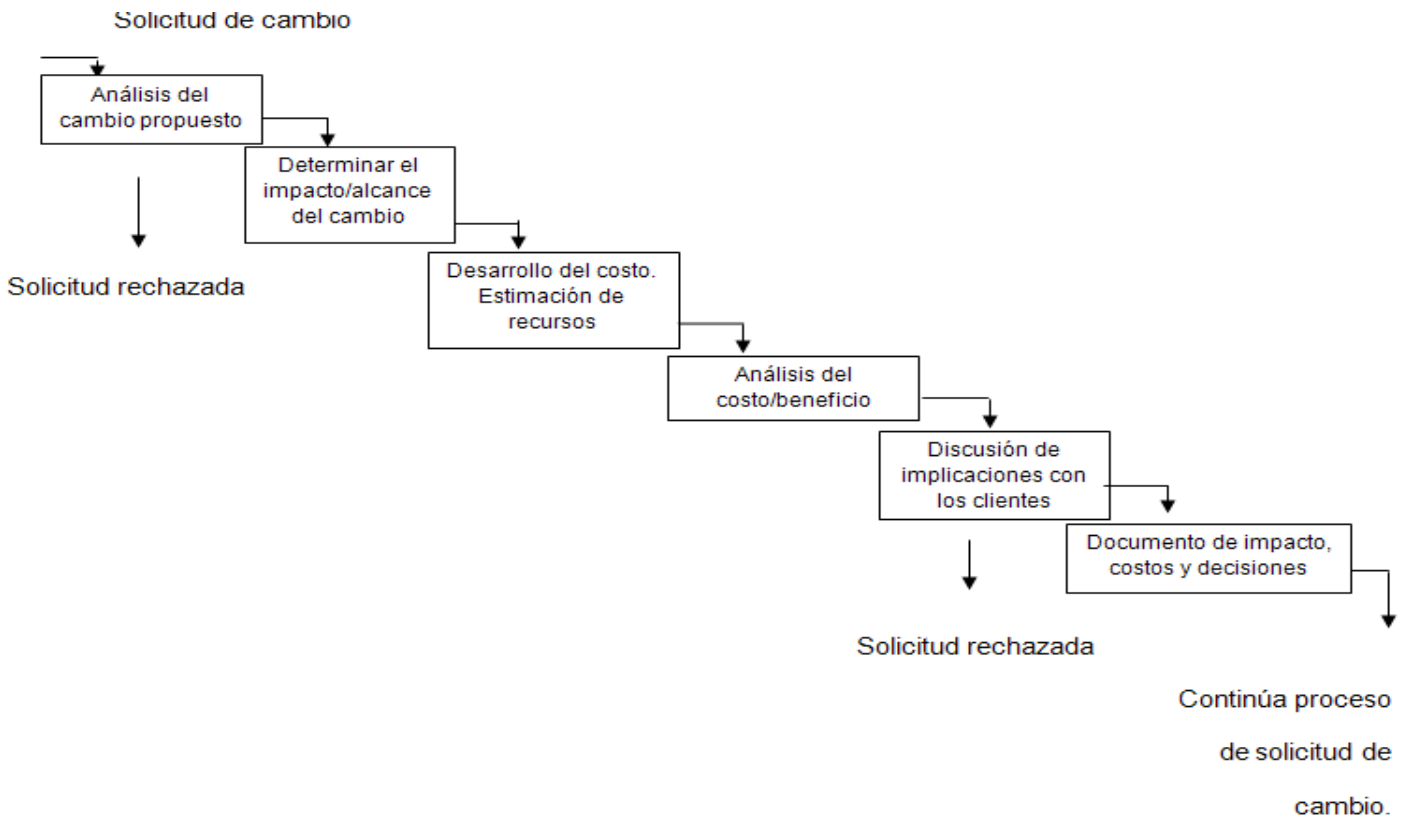 Solicitud de cambio
Análisis del
cambio propuesto
Determinar el
impacto/alcance
del cambio
Solicitud rechazada
Desarrollo del costo.
Estimación de
recursos
Análisis del
costo/beneficio
Discusión de
implicaciones con
los clientes
Documento de impacto,
costos y decisiones
Solicitud rechazada
Continúa proceso
de solicitud de
cambio.